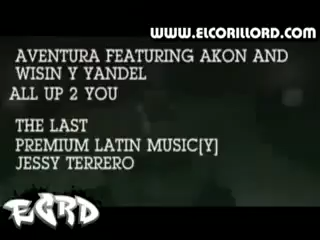 WWW.ELCORILLORD.COM
AVENTURA FEATURING AKON AND
WISIN Y YANDEL
ALL UP 2 YOU
THE LAST
PREMIUM LATIN MUSIC[Y]
JESSY TERRERO
ECRD